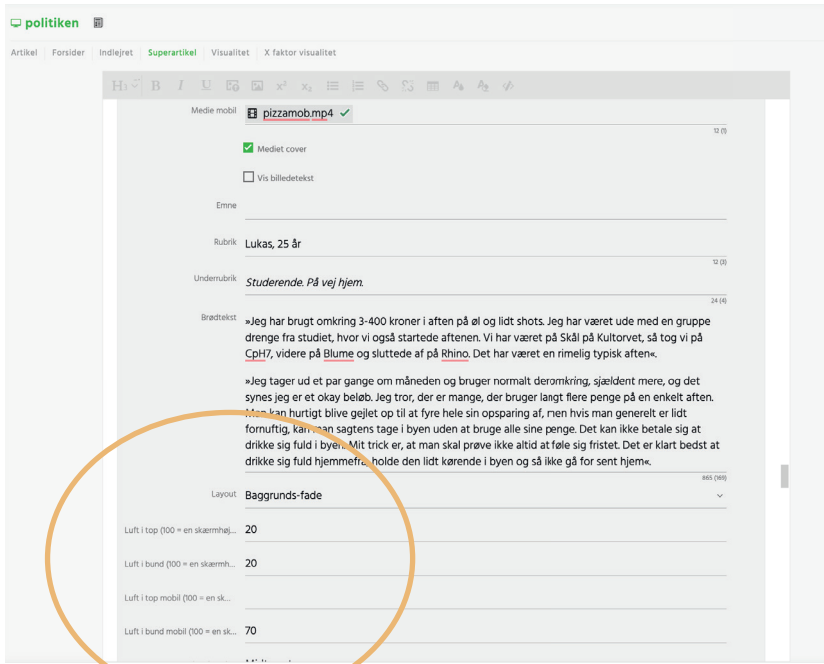 politiken
Artikel Forsider Indlejret Superartikel Visualitet X faktor visualitet
H1 B I U x² x₂
Medie mobil pizzamob.mp4
12 (1)
Mediet cover
Vis billedetekst
Emne
Rubrik Lukas, 25 år
12 (3)
Underrubrik Studerende. På vej hjem.
24 (4)
Brødtekst »Jeg har brugt omkring 3-400 kroner i aften på øl og lidt shots. Jeg har været ude med en gruppe
drenge fra studiet, hvor vi også startede aftenen. Vi har været på Skål på Kultorvet, så tog vi på
CpH7, videre på Blume og sluttede af på Rhino. Det har været en rimelig typisk aften«.
»Jeg tager ud et par gange om måneden og bruger normalt deromkring, sjældent mere, og det
synes jeg er et okay beløb. Jeg tror, der er mange, der bruger langt flere penge på en enkelt aften.
Man kan hurtigt blive gejlet op til at fyre hele sin opsparing af, men hvis man generelt er lidt
fornuftig, kan man sagtens tage i byen uden at bruge alle sine penge. Det kan ikke betale sig at
drikke sig fuld i byen. Mit trick er, at man skal prøve ikke altid at føle sig fristet. Det er klart bedst at
drikke sig fuld hjemmefra, holde den lidt kørende i byen og så ikke gå for sent hjem«.
865 (169)
Layout Baggrunds-fade
Luft i top (100 = en skærmhøj... 20
Luft i bund (100 = en skærmh... 20
Luft i top mobil (100 = en sk...
Luft i bund mobil (100 = en sk... 70